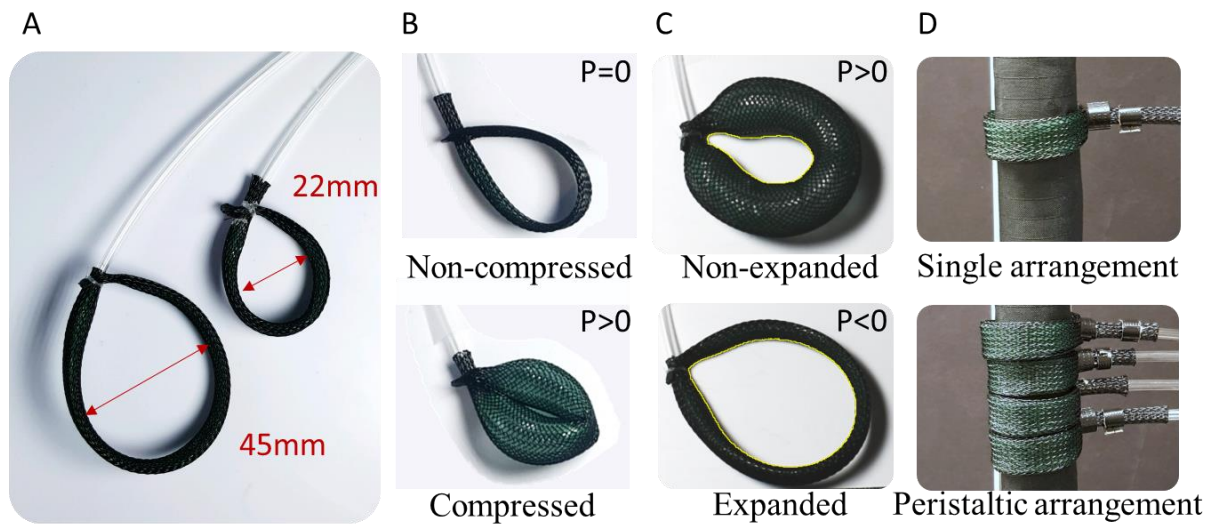 A
22mm
45mm
B
P=0
Non-compressed
P>0
Compressed
C
P>0
Non-expanded
P<0
Expanded
D
Single arrangement
Peristaltic arrangement